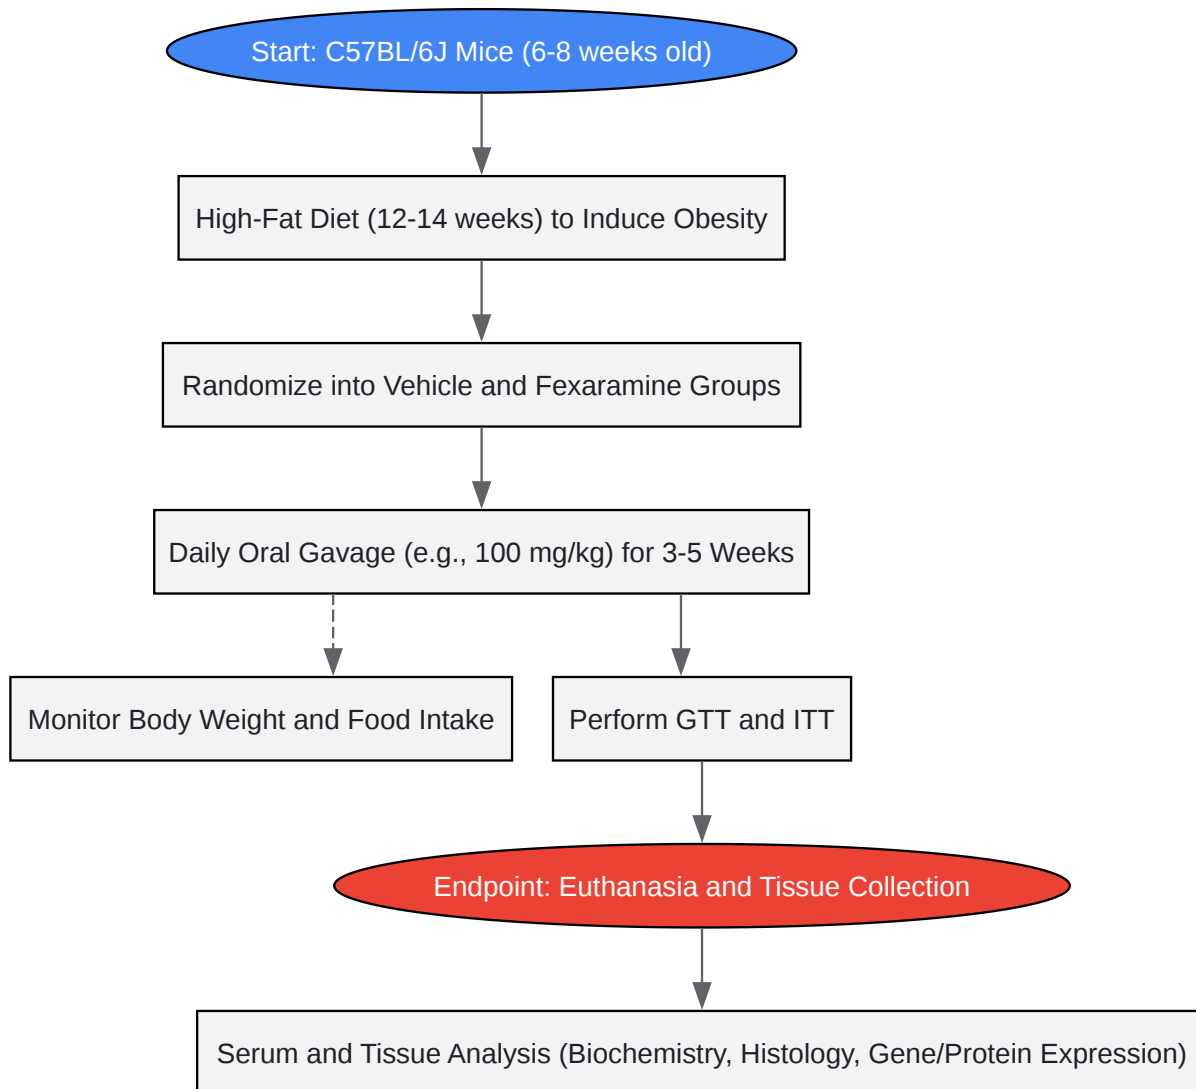 Start: C57BL/6J Mice (6-8 weeks old)
High-Fat Diet (12-14 weeks) to Induce Obesity
Randomize into Vehicle and Fexaramine Groups
Daily Oral Gavage (e.g., 100 mg/kg) for 3-5 Weeks
Monitor Body Weight and Food Intake
Perform GTT and ITT
Endpoint: Euthanasia and Tissue Collection
Serum and Tissue Analysis (Biochemistry, Histology, Gene/Protein Expression)